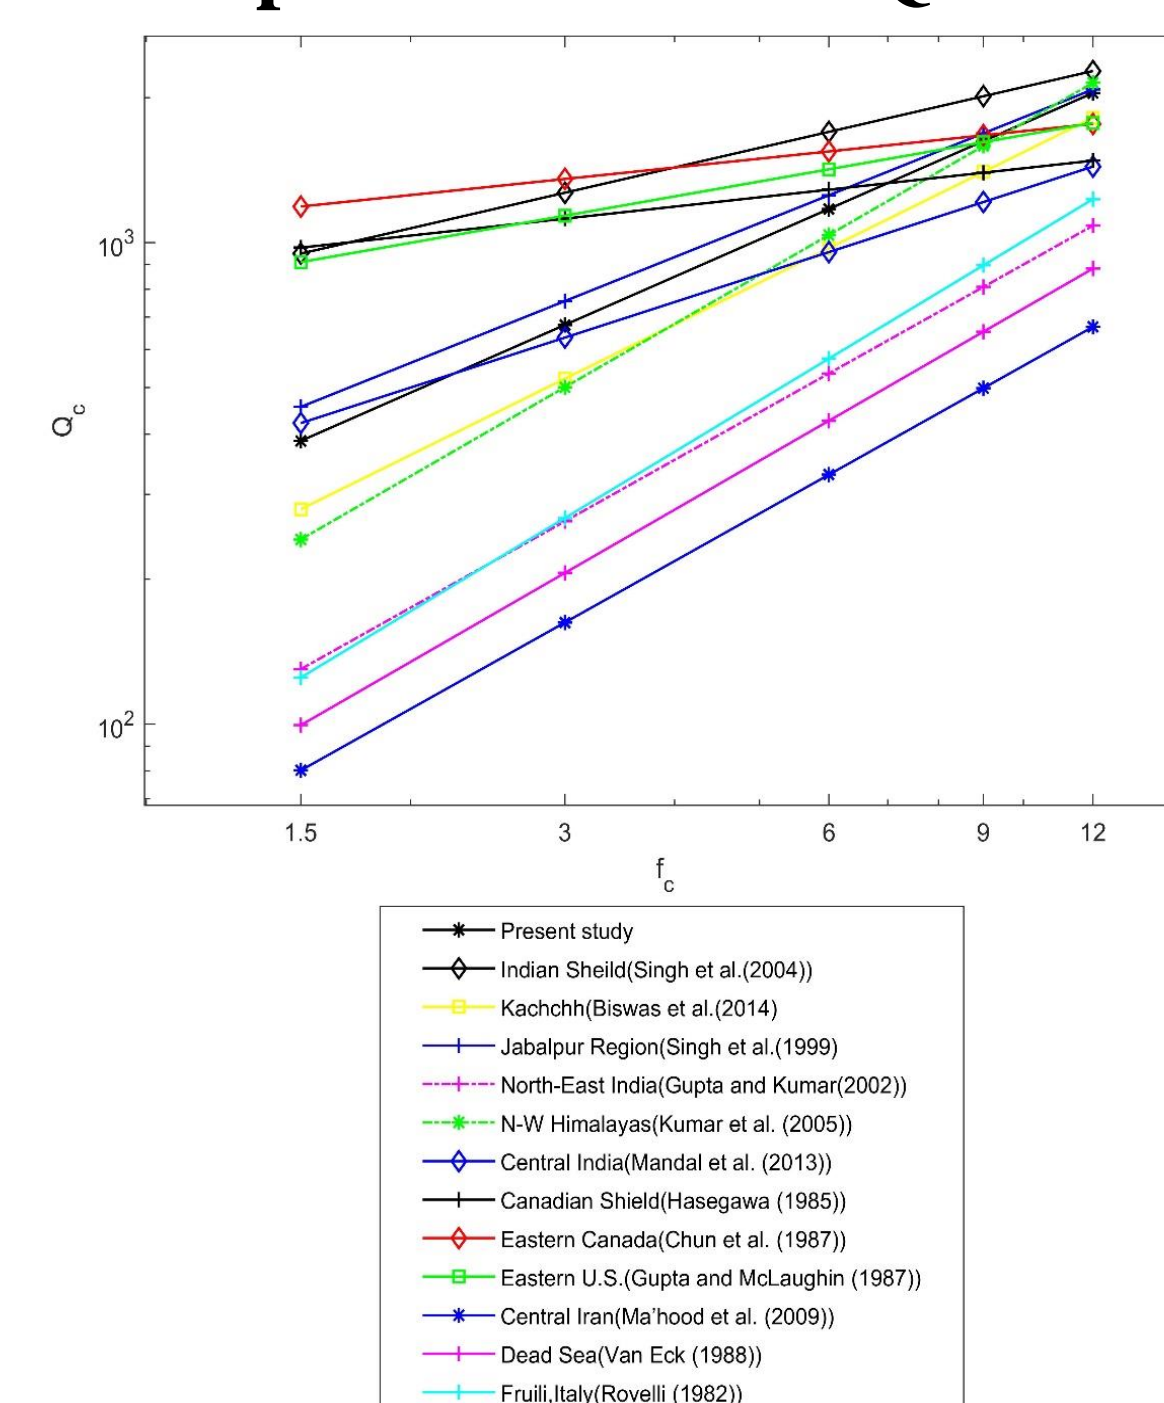 10³
Q_c
10²
1.5 3 6 9 12
f_c
Present study
Indian Sheild(Singh et al.(2004))
Kachchh(Biswas et al.(2014)
Jabalpur Region(Singh et al.(1999)
North-East India(Gupta and Kumar(2002))
N-W Himalayas(Kumar et al. (2005))
Central India(Mandal et al. (2013))
Canadian Shield(Hasegawa (1985))
Eastern Canada(Chun et al. (1987))
Eastern U.S.(Gupta and McLaughin (1987))
Central Iran(Ma'hood et al. (2009))
Dead Sea(Van Eck (1988))
Fruili,Italy(Rovelli (1982))